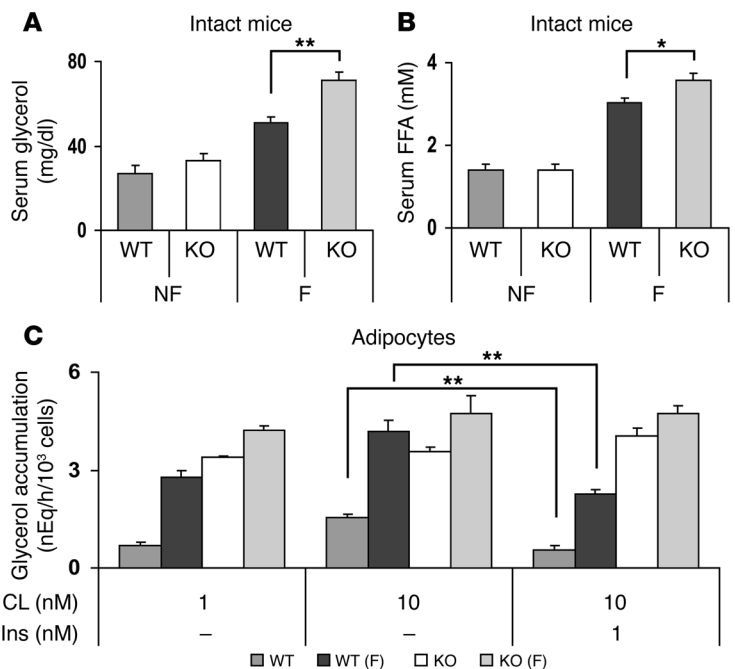 A
Intact mice
**
Serum glycerol
(mg/dl)
80
40
0
WT KO WT KO
NF F
B
Intact mice
*
Serum FFA (mM)
4
2
0
WT KO WT KO
NF F
C
Adipocytes
**
**
Glycerol accumulation
(nEq/h/10³ cells)
6
3
0
CL (nM) 1 10 10
Ins (nM) – – 1
WT WT (F) KO KO (F)